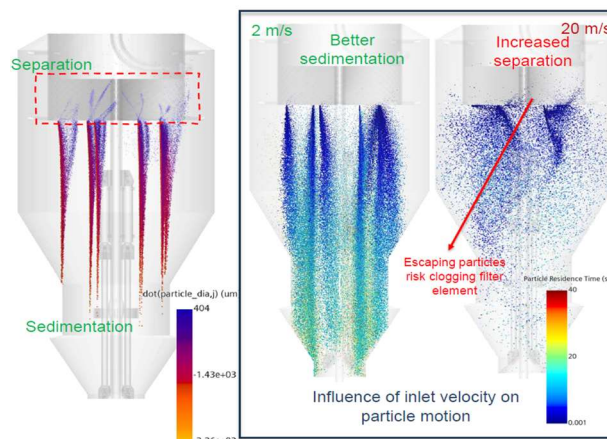 Separation
Sedimentation
dot(particle_dia,j) (um
404
-1.43e+03
2 m/s
Better
sedimentation
20 m/s
Increased
separation
Escaping particles
risk clogging filter
element
Particle Residence Time (s
40
0.001
Influence of inlet velocity on
particle motion